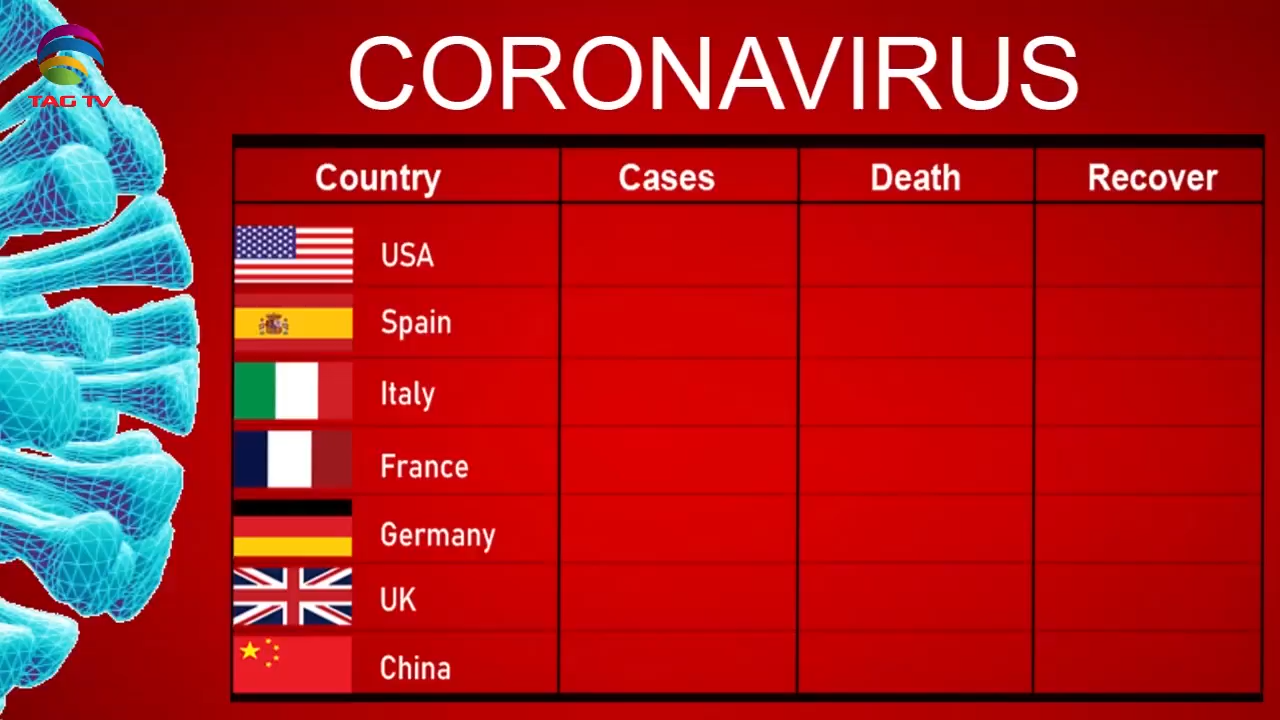 TAG TV
CORONAVIRUS
Country Cases Death Recover
USA
Spain
Italy
France
Germany
UK
China